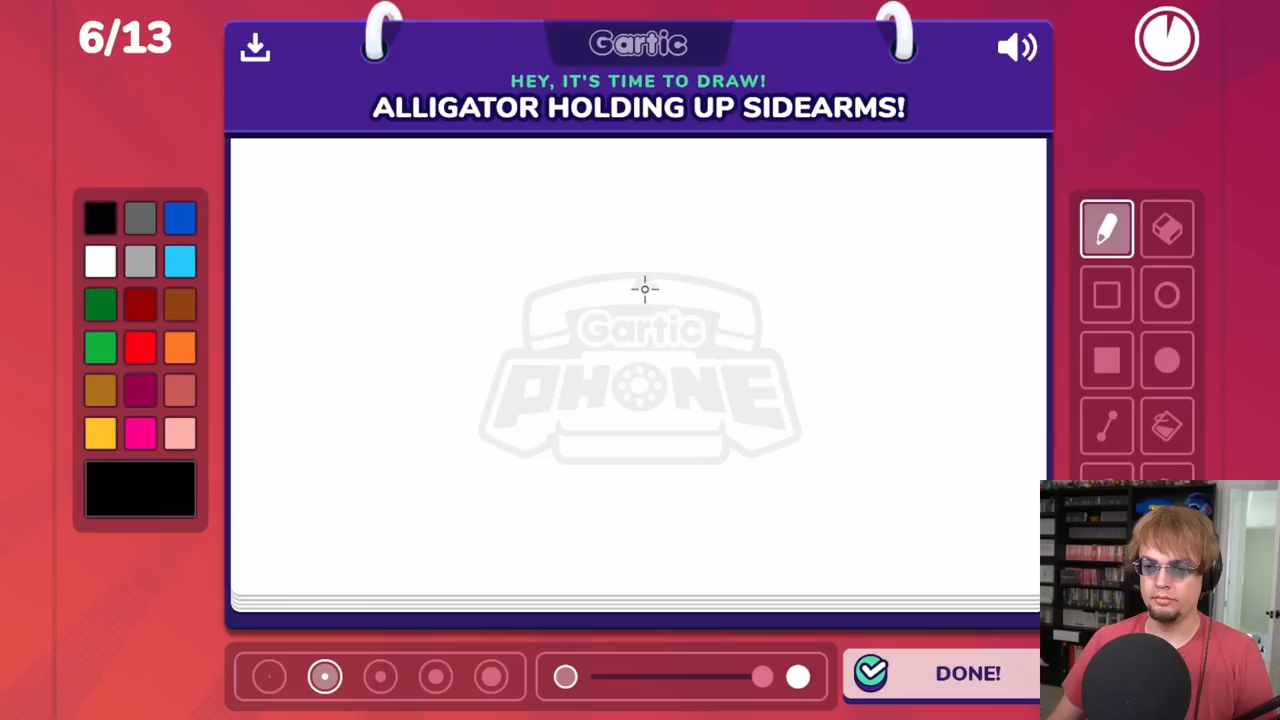 6/13
Gartic
HEY, IT'S TIME TO DRAW!
ALLIGATOR HOLDING UP SIDEARMS!
Gartic
PHONE
DONE!